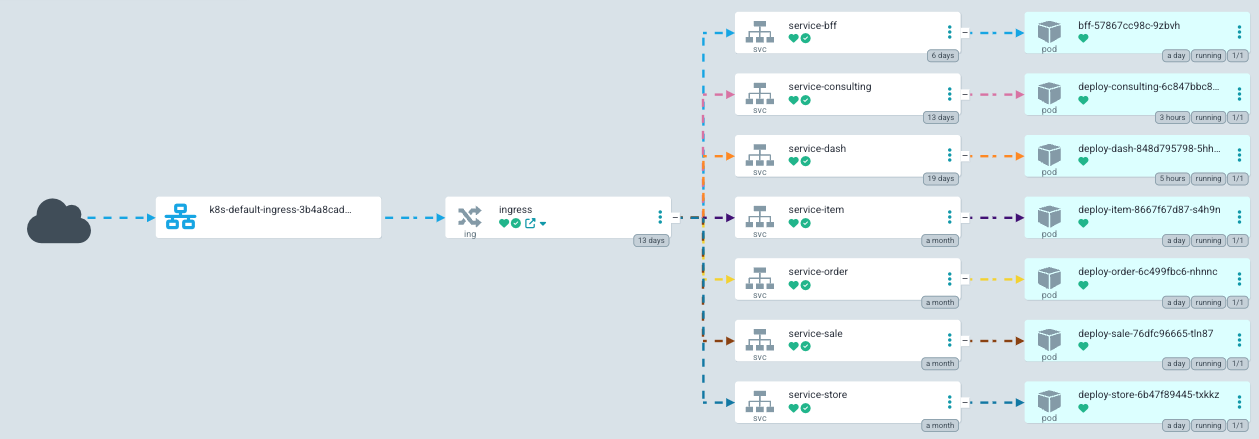 k8s-default-ingress-3b4a8cad...
ingress
ing
13 days
service-bff
svc
6 days
bff-57867cc98c-9zbvh
pod
a day running 1/1
service-consulting
svc
13 days
deploy-consulting-6c847bbc8...
pod
3 hours running 1/1
service-dash
svc
19 days
deploy-dash-848d795798-5hh...
pod
5 hours running 1/1
service-item
svc
a month
deploy-item-8667f67d87-s4h9n
pod
a day running 1/1
service-order
svc
a month
deploy-order-6c499fbc6-nhnnc
pod
a day running 1/1
service-sale
svc
a month
deploy-sale-76dfc96665-tln87
pod
a day running 1/1
service-store
svc
a month
deploy-store-6b47f89445-txkkz
pod
a day running 1/1